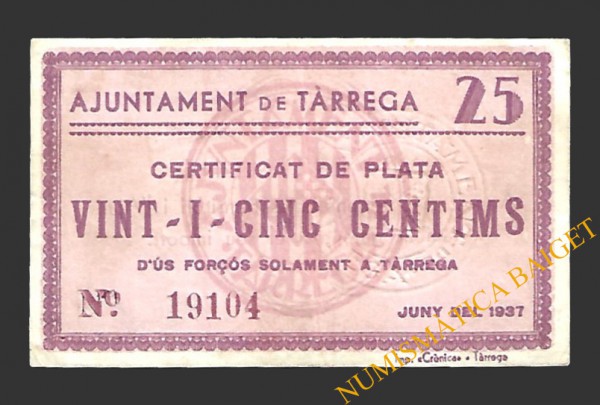 AJUNTAMENT DE TÀRREGA 25
CERTIFICAT DE PLATA
VINT-I-CINC CENTIMS
D'ÚS FORÇÓS SOLAMENT A TÀRREGA
Nº. 19104 JUNY DEL 1937
Imp. «Crònica» - Tàrrega
NUMISMATICA BAIGET